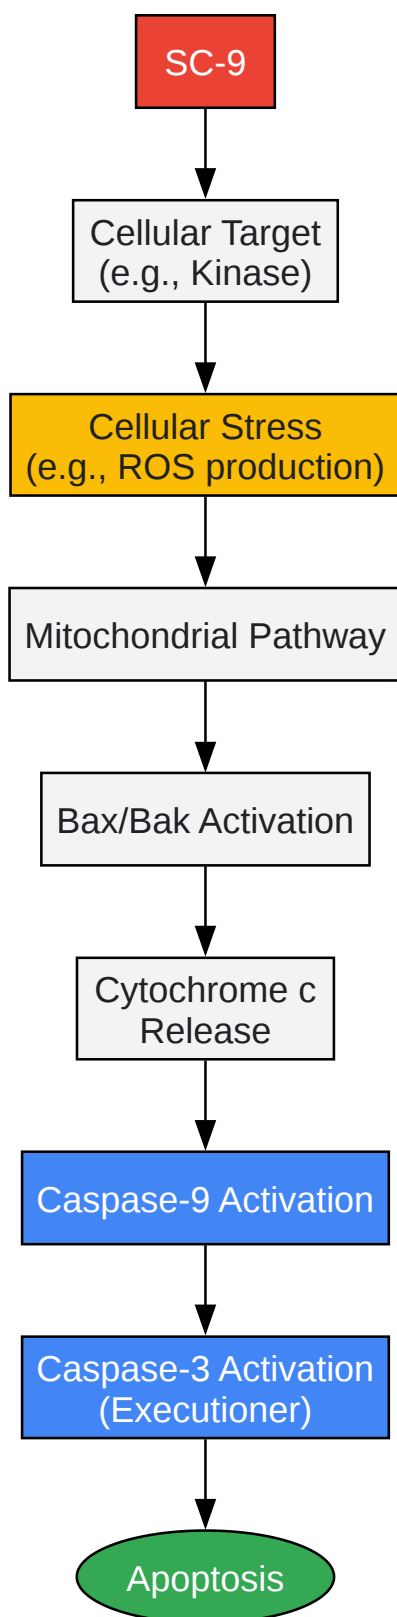 SC-9
Cellular Target
(e.g., Kinase)
Cellular Stress
(e.g., ROS production)
Mitochondrial Pathway
Bax/Bak Activation
Cytochrome c
Release
Caspase-9 Activation
Caspase-3 Activation
(Executioner)
Apoptosis